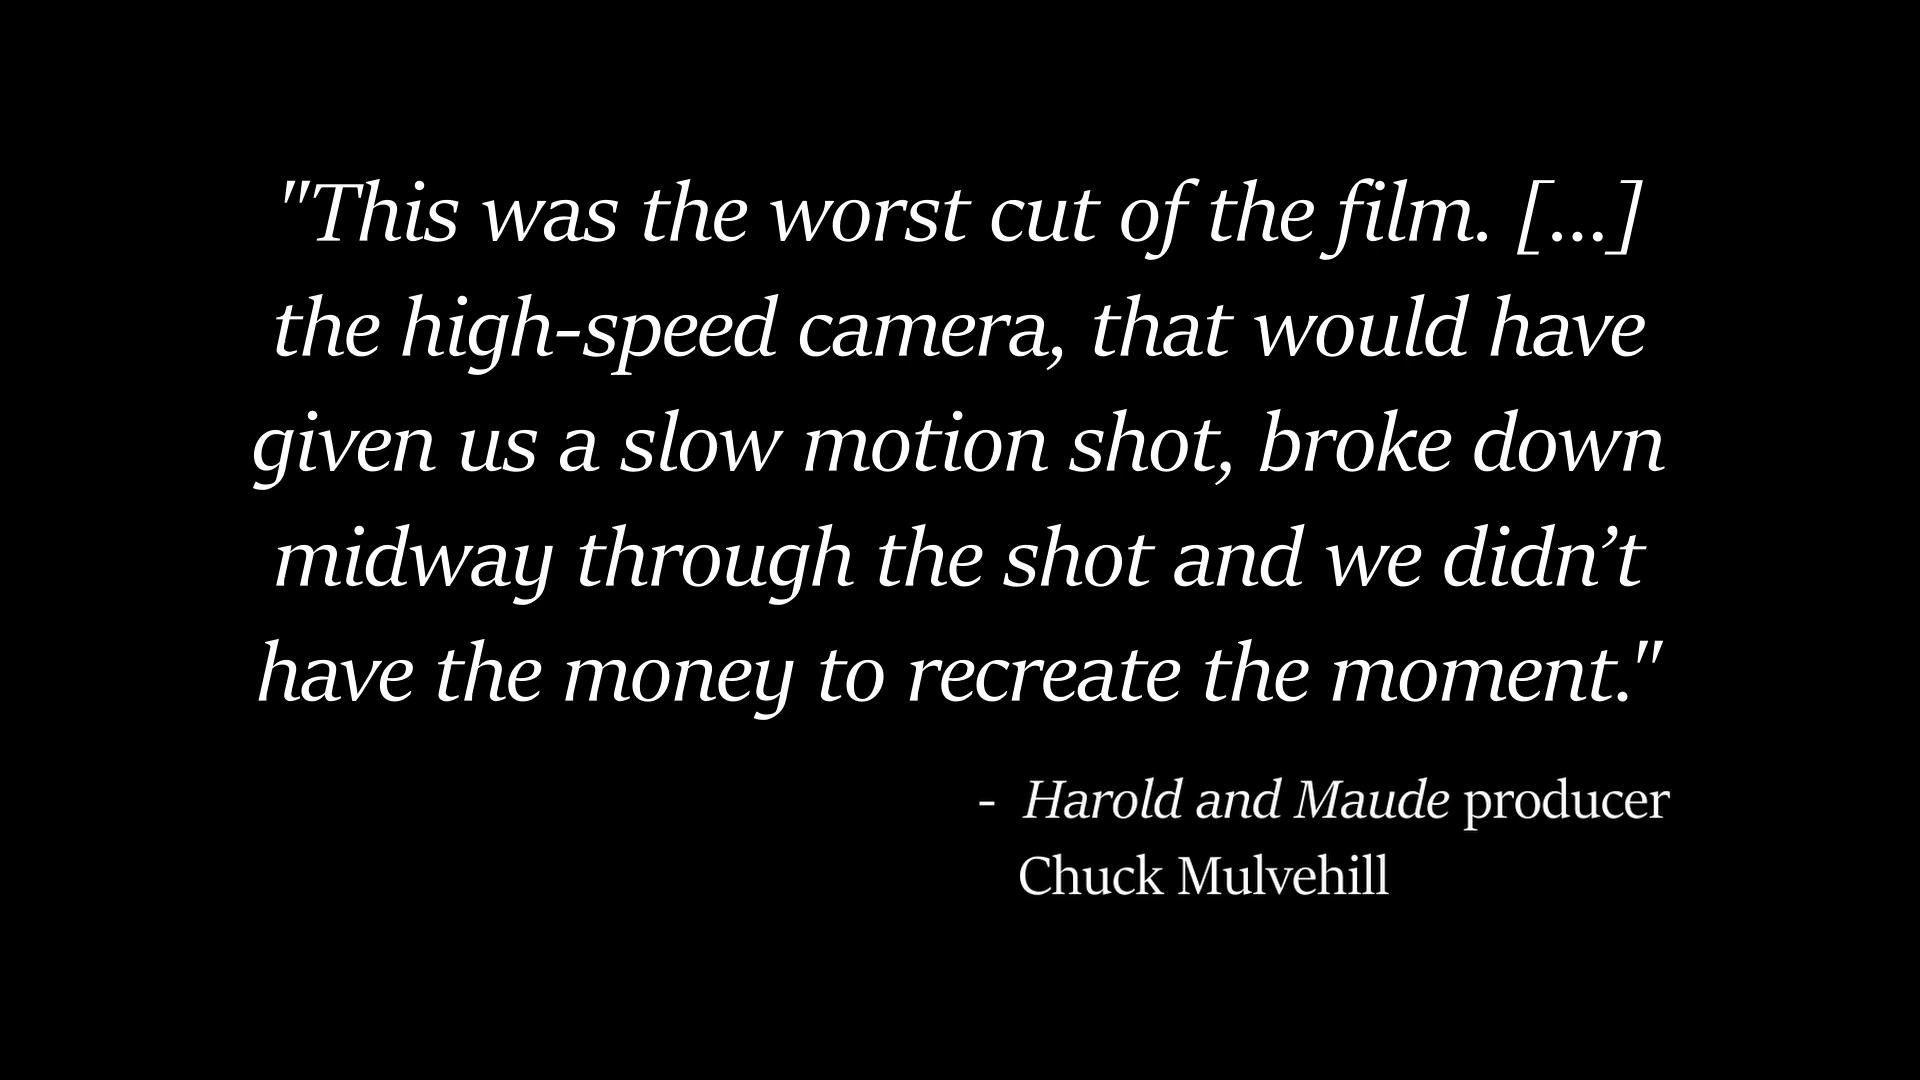 "This was the worst cut of the film. [...]
the high-speed camera, that would have
given us a slow motion shot, broke down
midway through the shot and we didn’t
have the money to recreate the moment."
- Harold and Maude producer
Chuck Mulvehill